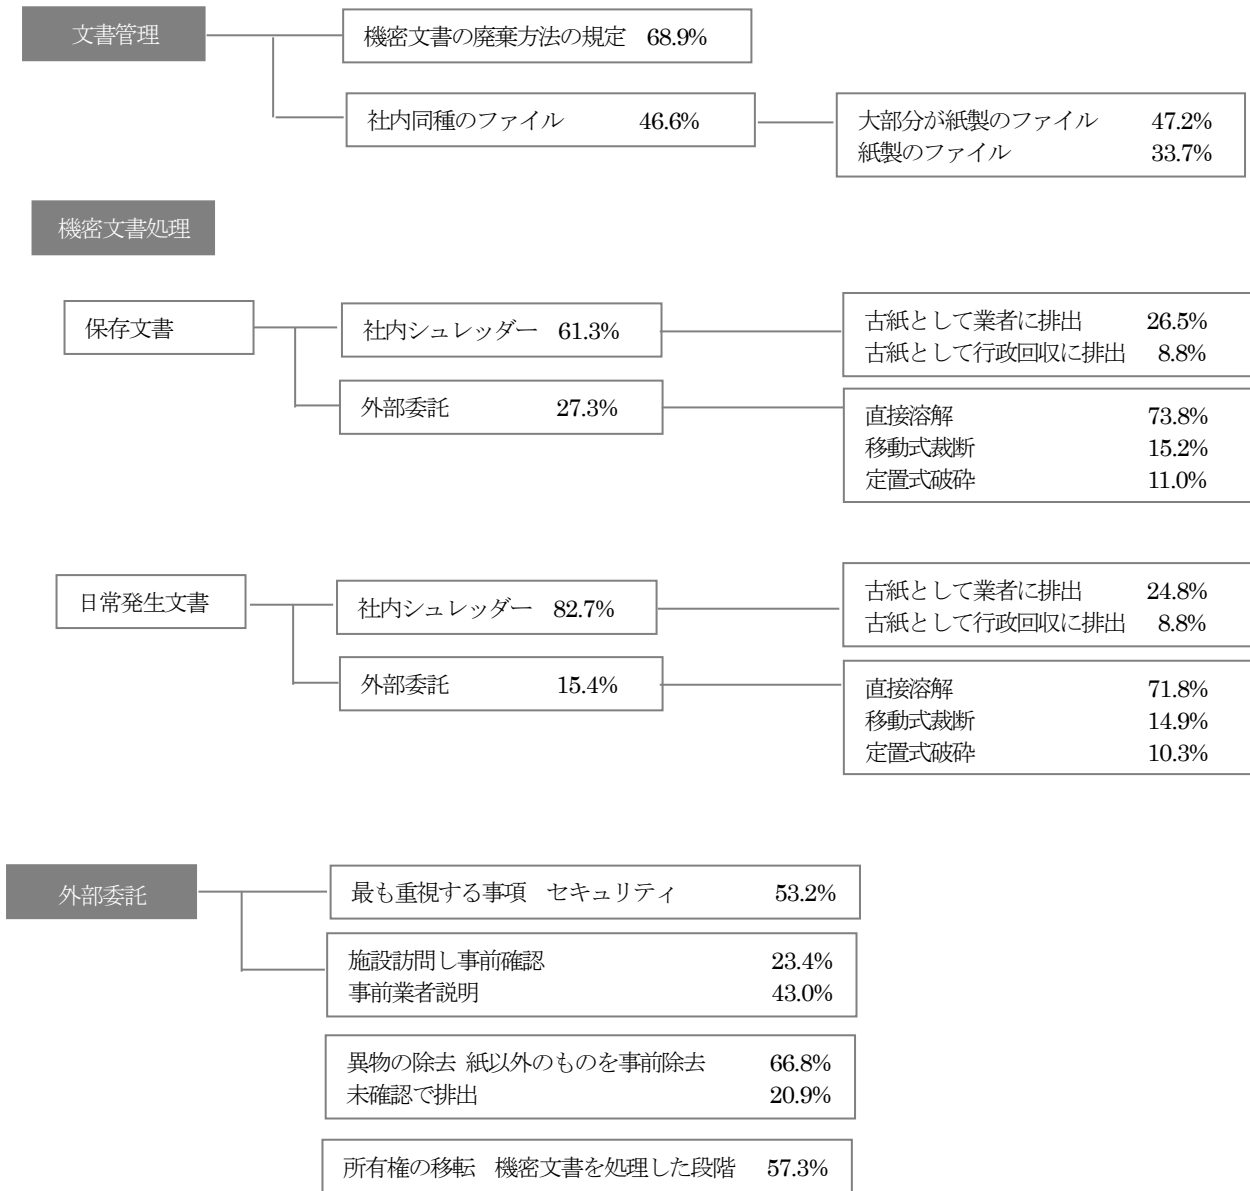 文書管理
機密文書の廃棄方法の規定 68.9%
社内同種のファイル 46.6%
大部分が紙製のファイル 47.2%
紙製のファイル 33.7%
機密文書処理
保存文書
社内シュレッダー 61.3%
古紙として業者に排出 26.5%
古紙として行政回収に排出 8.8%
外部委託 27.3%
直接溶解 73.8%
移動式裁断 15.2%
定置式破砕 11.0%
日常発生文書
社内シュレッダー 82.7%
古紙として業者に排出 24.8%
古紙として行政回収に排出 8.8%
外部委託 15.4%
直接溶解 71.8%
移動式裁断 14.9%
定置式破砕 10.3%
外部委託
最も重視する事項 セキュリティ 53.2%
施設訪問し事前確認 23.4%
事前業者説明 43.0%
異物の除去 紙以外のものを事前除去 66.8%
未確認で排出 20.9%
所有権の移転 機密文書を処理した段階 57.3%